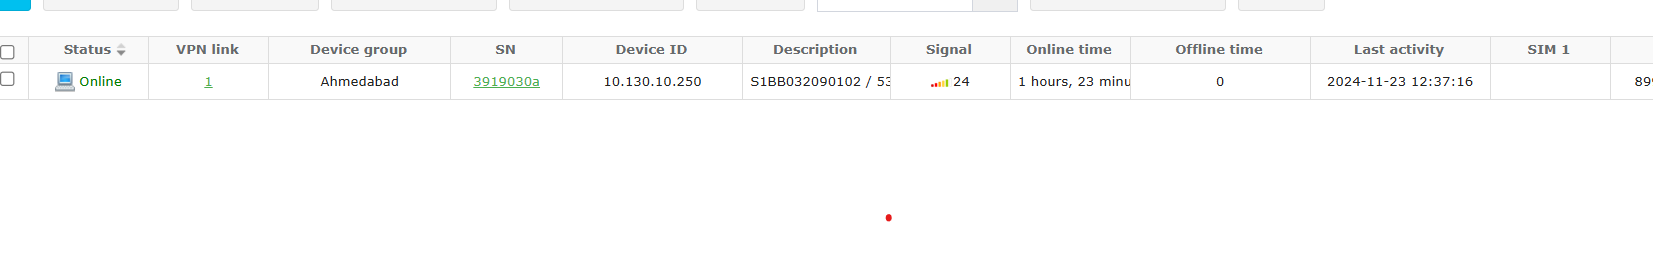 Status VPN link Device group SN Device ID Description Signal Online time Offline time Last activity SIM 1
Online 1 Ahmedabad 3919030a 10.130.10.250 S1BB032090102 / 53 24 1 hours, 23 minu 0 2024-11-23 12:37:16 89